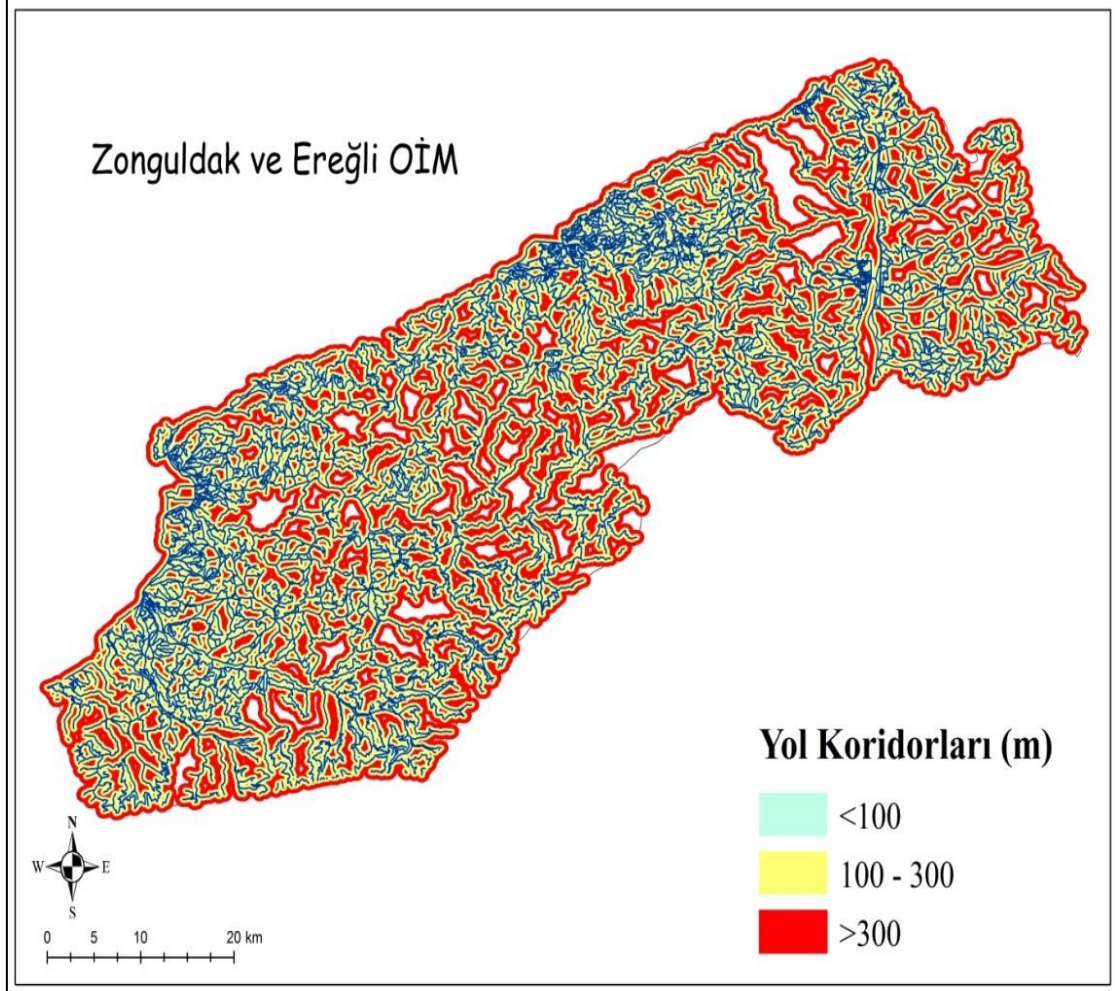 Zonguldak ve Ereğli OİM
Yol Koridorları (m)
<100
100 - 300
>300
N
W E
S
0 5 10 20 km